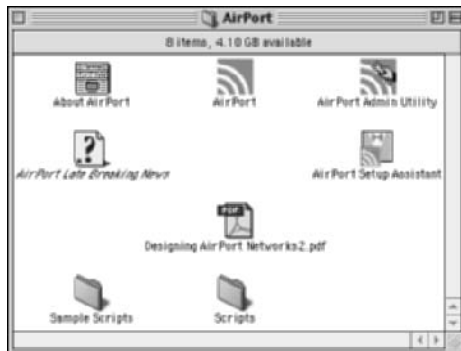 AirPort
8 items, 4.10 GB available
About AirPort
AirPort
AirPort Admin Utility
AirPort Late Breaking News
AirPort Setup Assistant
PDF
Designing AirPort Networks2.pdf
Sample Scripts
Scripts